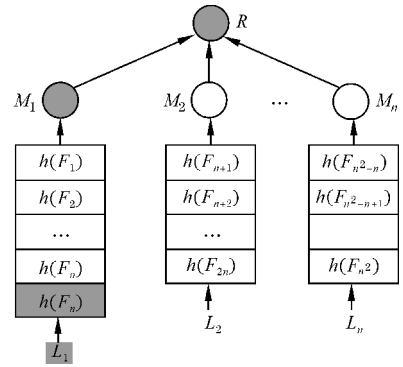 R
M₁ M₂ ... Mₙ
h(F₁) h(Fₙ₊₁) h(Fₙ²₋ₙ)
h(F₂) h(Fₙ₊₂) h(Fₙ²₋ₙ₊₁)
... ...
h(Fₙ) h(F₂ₙ) h(Fₙ²)
h(Fₙ)
L₁ L₂ Lₙ